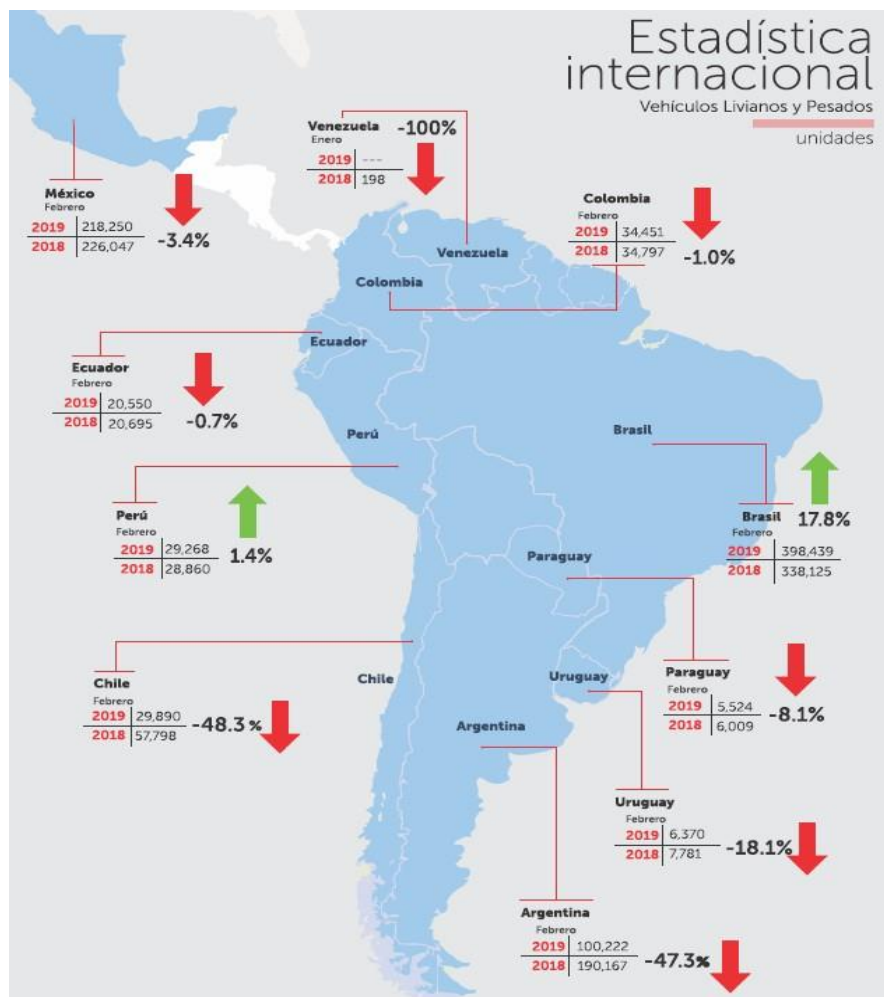 Estadística
internacional
Vehículos Livianos y Pesados
unidades
Venezuela -100%
Enero
2019 ---
2018 198
México
Febrero
2019 218,250
2018 226,047
-3.4%
Colombia
Febrero
2019 34,451
2018 34,797
-1.0%
Venezuela
Colombia
Ecuador
Ecuador
Febrero
2019 20,550
2018 20,695
-0.7%
Perú
Brasil
Perú
Febrero
2019 29,268
2018 28,860
1.4%
Brasil 17.8%
Febrero
2019 398,439
2018 338,125
Paraguay
Chile
Febrero
2019 29,890
2018 57,798
-48.3 %
Chile
Uruguay
Paraguay
Febrero
2019 5,524
2018 6,009
-8.1%
Argentina
Uruguay
Febrero
2019 6,370
2018 7,781
-18.1%
Argentina
Febrero
2019 100,222
2018 190,167
-47.3%